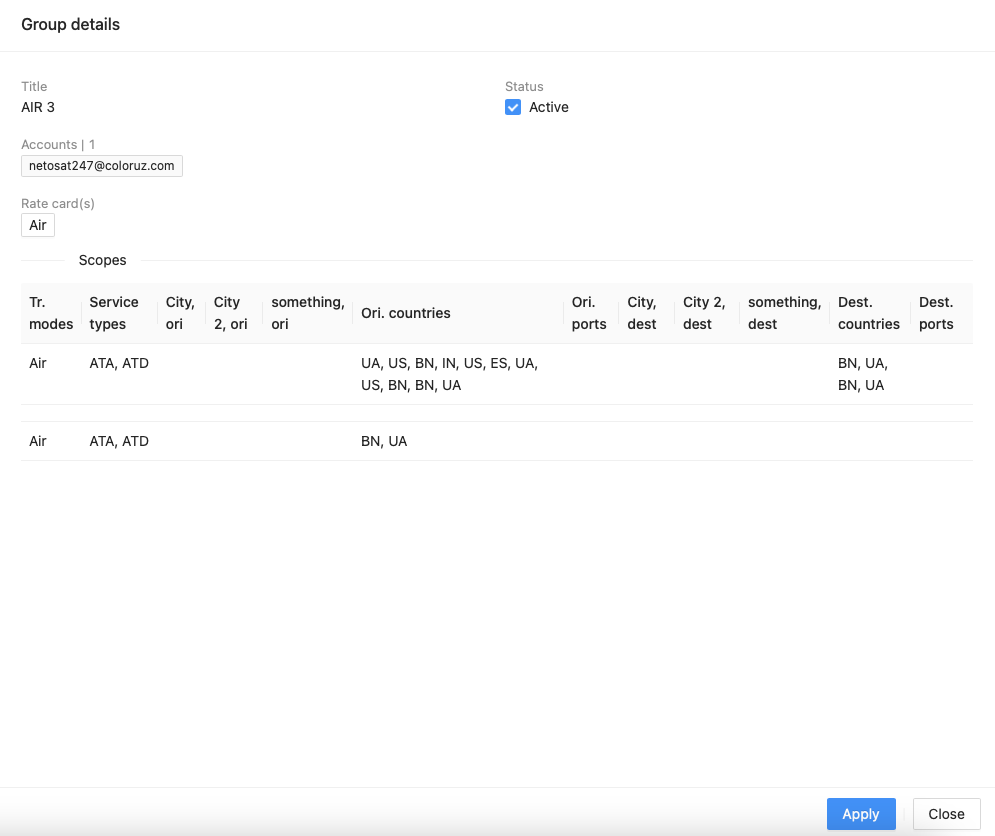 Group details
Title
Status
AIR 3
Active
Accounts | 1
netosat247@coloruz.com
Rate card(s)
Air
Scopes
Tr. modes
Service types
City, ori
City 2, ori
something, ori
Ori. countries
Ori. ports
City, dest
City 2, dest
something, dest
Dest. countries
Dest. ports
Air
ATA, ATD
UA, US, BN, IN, US, ES, UA,
US, BN, BN, UA
BN, UA,
BN, UA
Air
ATA, ATD
BN, UA
Apply
Close